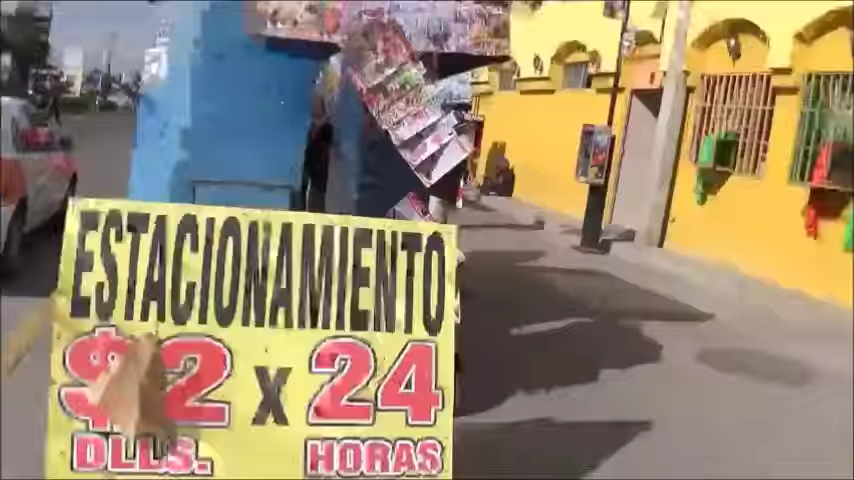 ESTACIONAMIENTO
$2 x 24
DLLS. HORAS